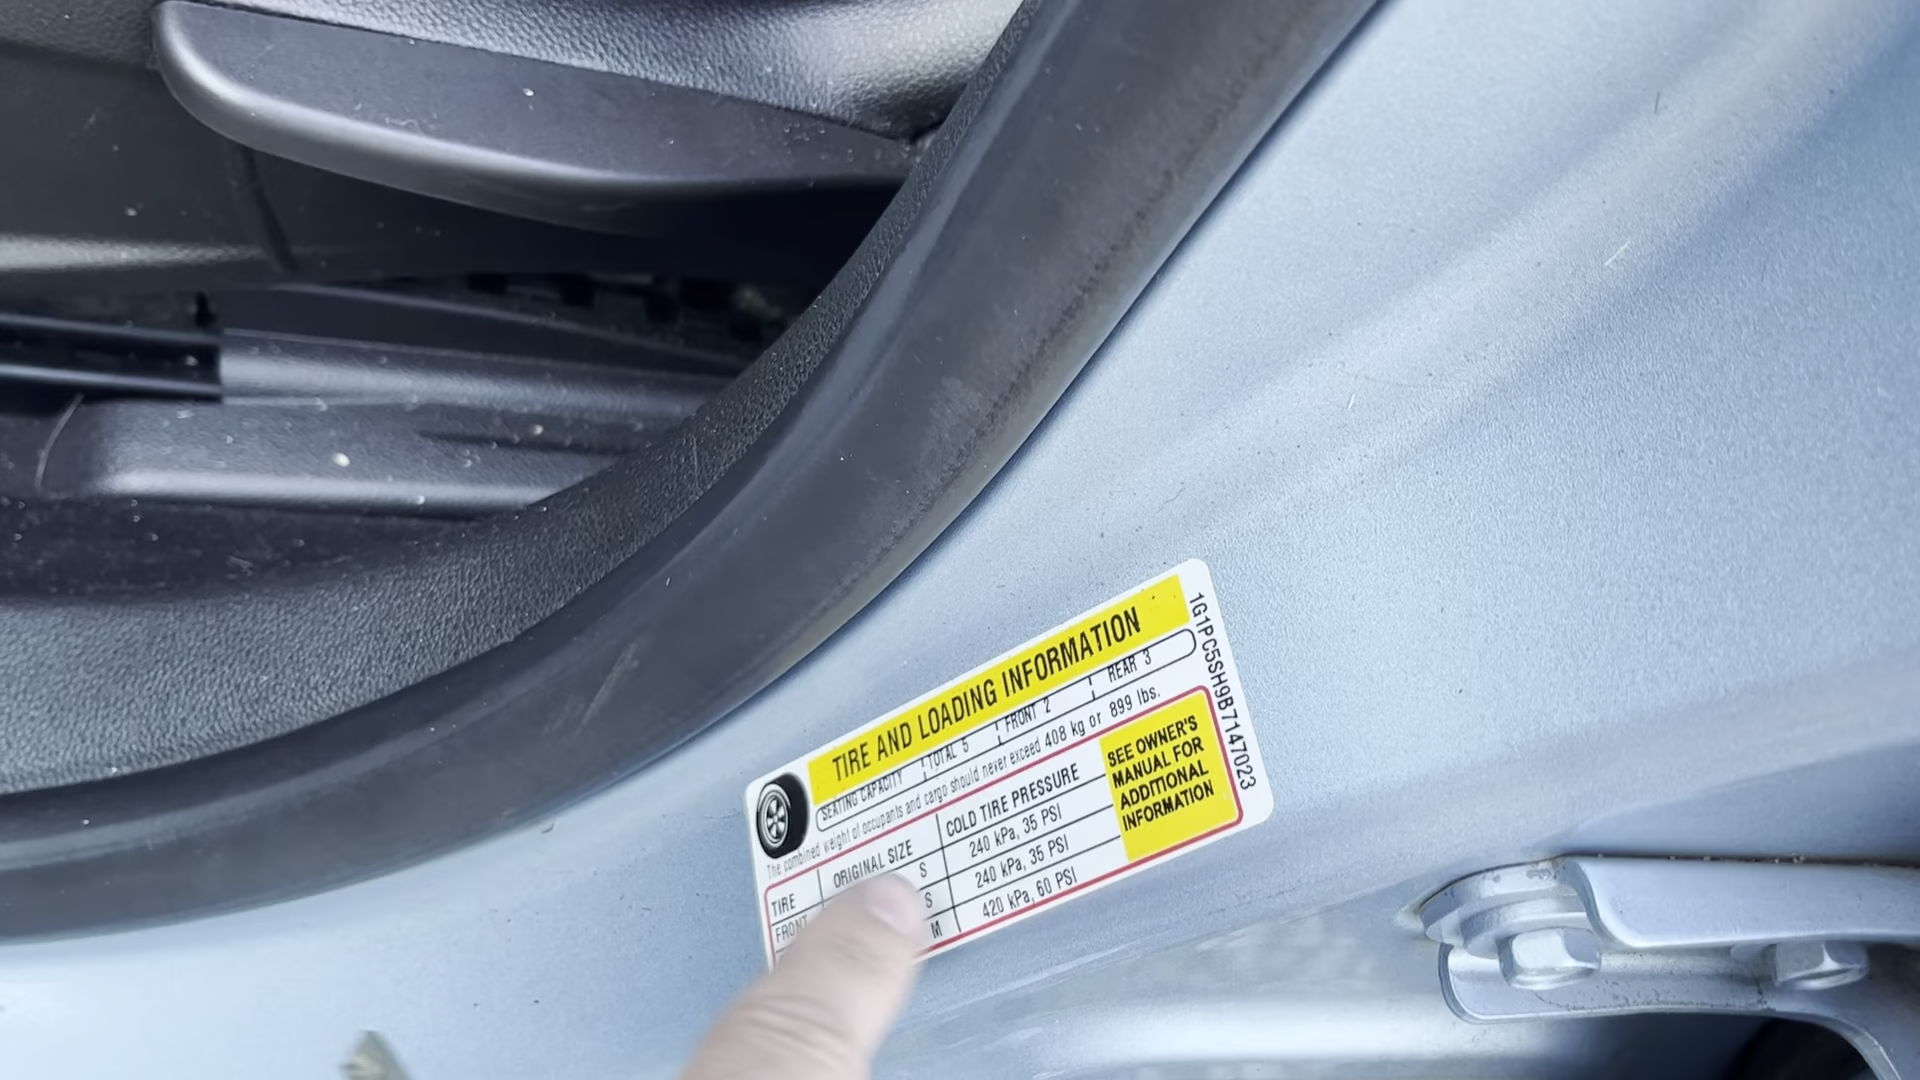 TIRE AND LOADING INFORMATION
SEATING CAPACITY TOTAL 5 FRONT 2 REAR 3
The combined weight of occupants and cargo should never exceed 408 kg or 899 lbs.
TIRE ORIGINAL SIZE COLD TIRE PRESSURE
FRONT S 240 kPa, 35 PSI
S 240 kPa, 35 PSI
M 420 kPa, 60 PSI
SEE OWNER'S
MANUAL FOR
ADDITIONAL
INFORMATION
1G1PC5SH9B7147023